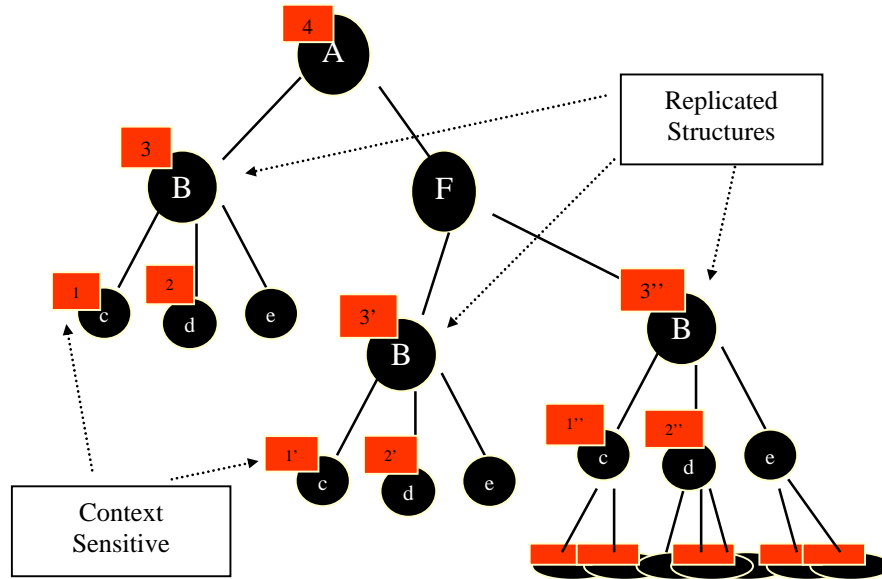 4
A
Replicated
Structures
3
B
F
1
c
2
d
e
3'
B
3''
B
1'
c
2'
d
e
1''
c
2''
d
e
Context
Sensitive